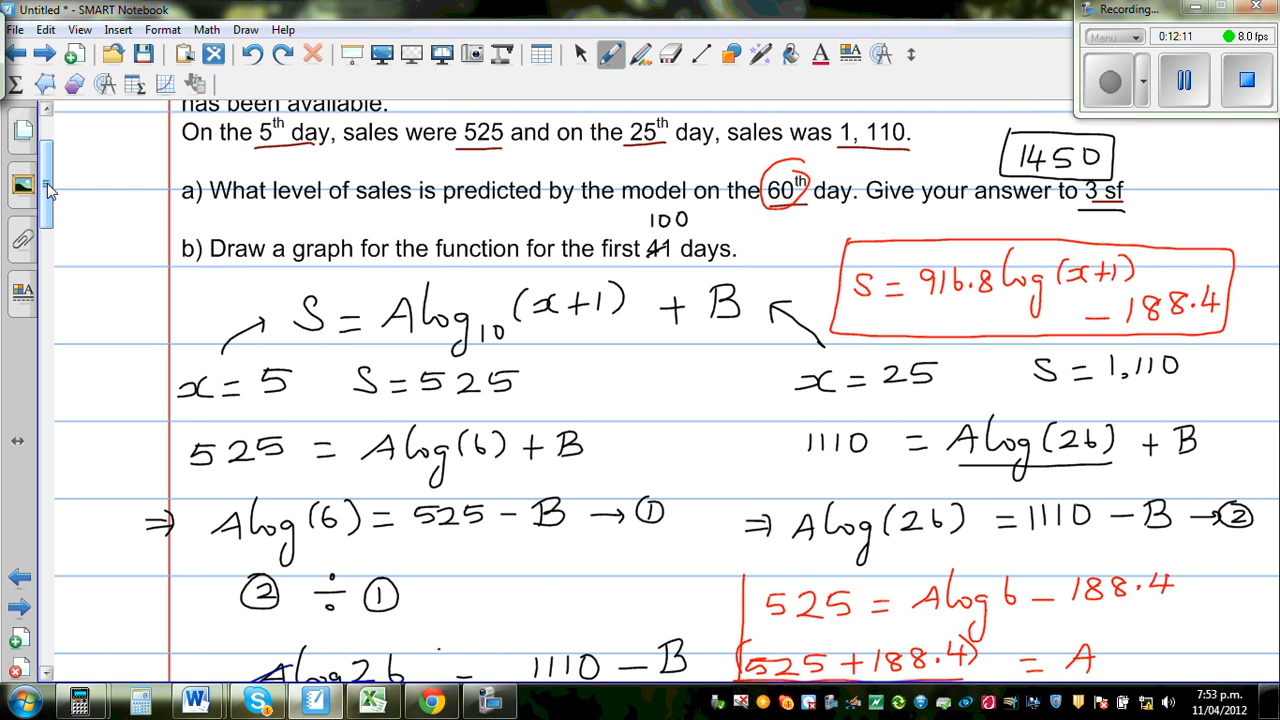 Untitled * - SMART Notebook
Recording...
File Edit View Insert Format Math Draw Help
Menu
0:12:11 8.0 fps
has been available.
On the 5th day, sales were 525 and on the 25th day, sales was 1, 110.
1450
a) What level of sales is predicted by the model on the 60th day. Give your answer to 3 sf
100
b) Draw a graph for the function for the first 41 days.
S = 916.8 log (x+1)
- 188.4
S = A log10 (x+1) + B
x = 5 S = 525
x = 25 S = 1,110
525 = A log (6) + B
1110 = A log (26) + B
⇒ A log (6) = 525 - B → ①
⇒ A log (26) = 1110 - B → ②
② ÷ ①
525 = A log 6 - 188.4
(525 + 188.4) = A
A log 26 = 1110 - B
7:53 p.m.
11/04/2012